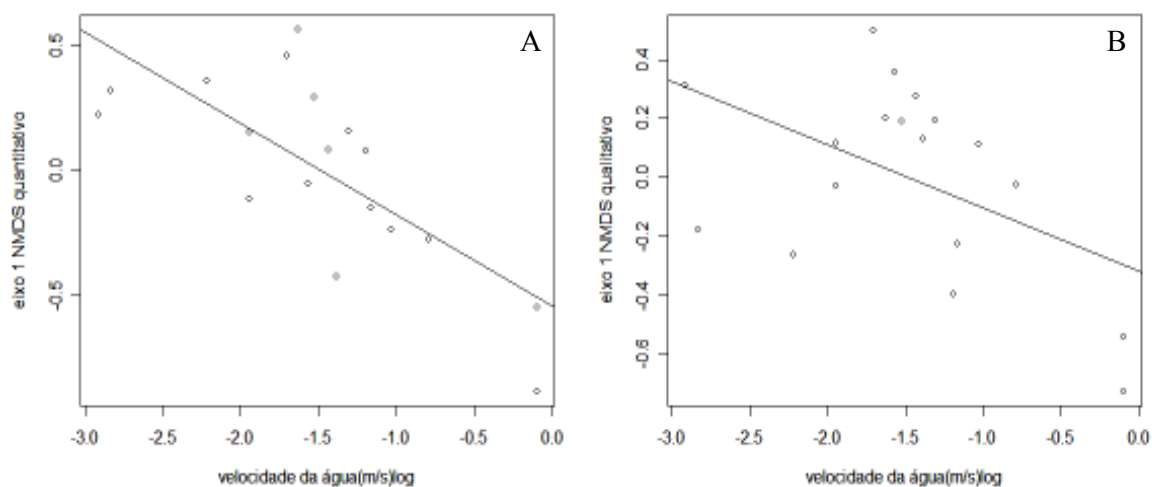 A
eixo 1 NMDS quantitativo
0.5
0.0
-0.5
-3.0 -2.5 -2.0 -1.5 -1.0 -0.5 0.0
velocidade da água(m/s)log
B
eixo 1 NMDS qualitativo
0.4
0.2
0.0
-0.2
-0.4
-0.6
-3.0 -2.5 -2.0 -1.5 -1.0 -0.5 0.0
velocidade da água(m/s)log